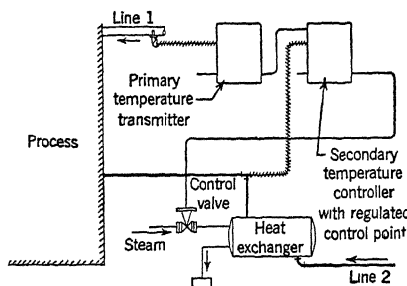 Line 1
Primary
temperature
transmitter
Process
Secondary
temperature
controller
with regulated
control point
Control
valve
Steam
Heat
exchanger
Line 2